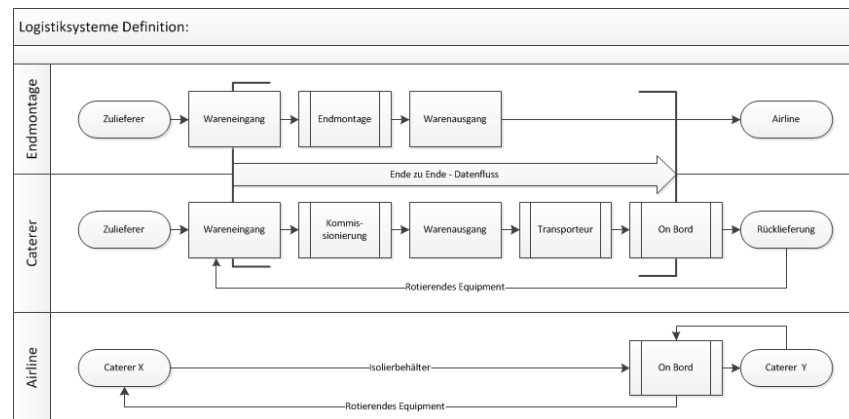 Logistiksysteme Definition:
Endmontage
Zulieferer
Wareneingang
Endmontage
Warenausgang
Airline
Ende zu Ende - Datenfluss
Caterer
Zulieferer
Wareneingang
Kommis-
sionierung
Warenausgang
Transporteur
On Bord
Rücklieferung
Rotierendes Equipment
Airline
Caterer X
Isolierbehälter
On Bord
Caterer Y
Rotierendes Equipment